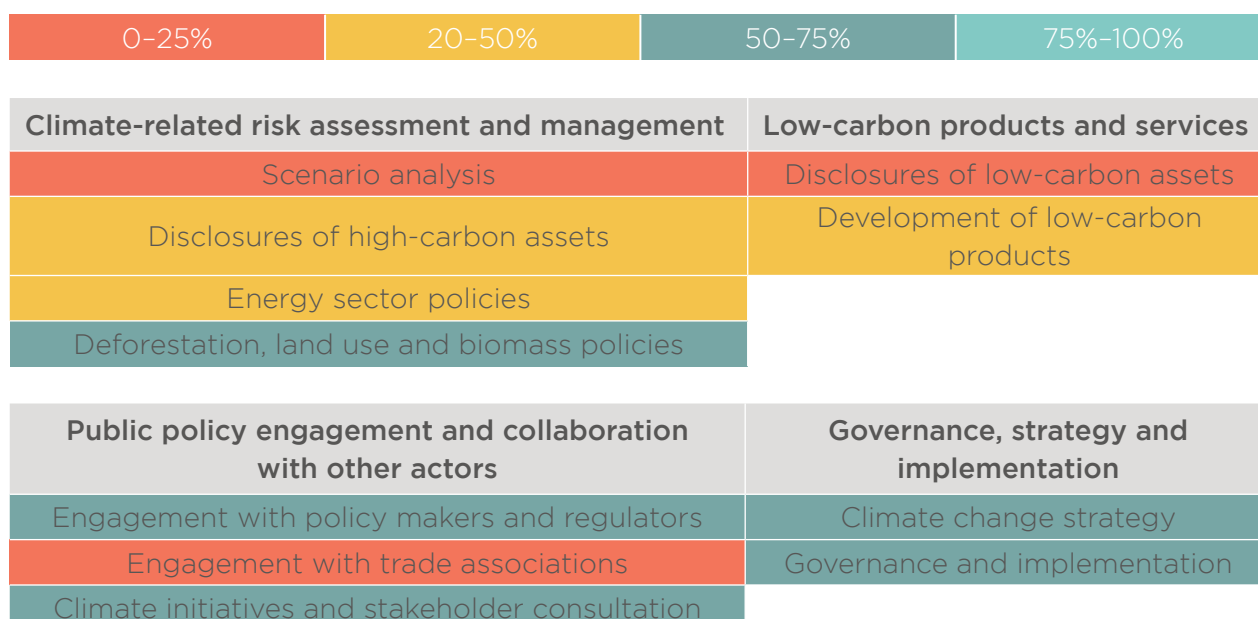 0–25% 20–50% 50–75% 75%–100%
Climate-related risk assessment and management
Scenario analysis
Disclosures of high-carbon assets
Energy sector policies
Deforestation, land use and biomass policies
Low-carbon products and services
Disclosures of low-carbon assets
Development of low-carbon
products
Public policy engagement and collaboration
with other actors
Engagement with policy makers and regulators
Engagement with trade associations
Climate initiatives and stakeholder consultation
Governance, strategy and
implementation
Climate change strategy
Governance and implementation